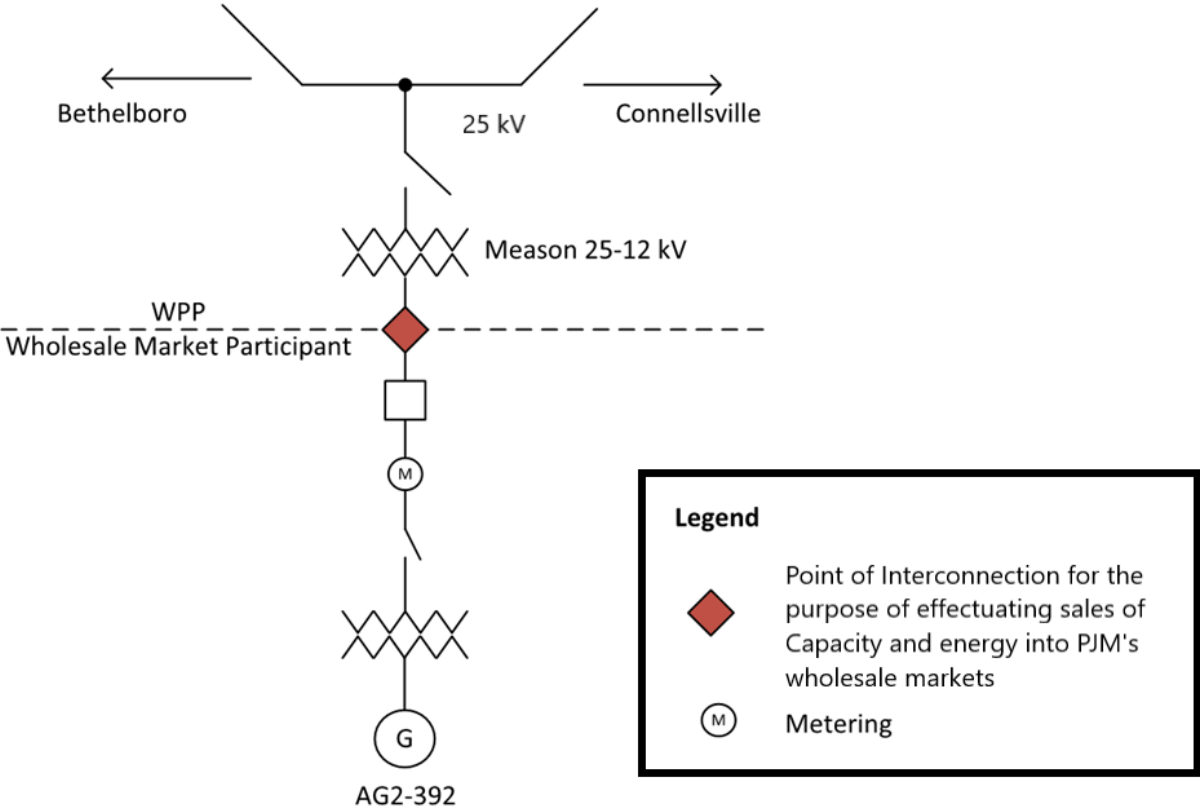 Bethelboro
Connellsville
25 kV
Meason 25-12 kV
WPP
Wholesale Market Participant
M
Legend
Point of Interconnection for the
purpose of effectuating sales of
Capacity and energy into PJM's
wholesale markets
M
Metering
G
AG2-392